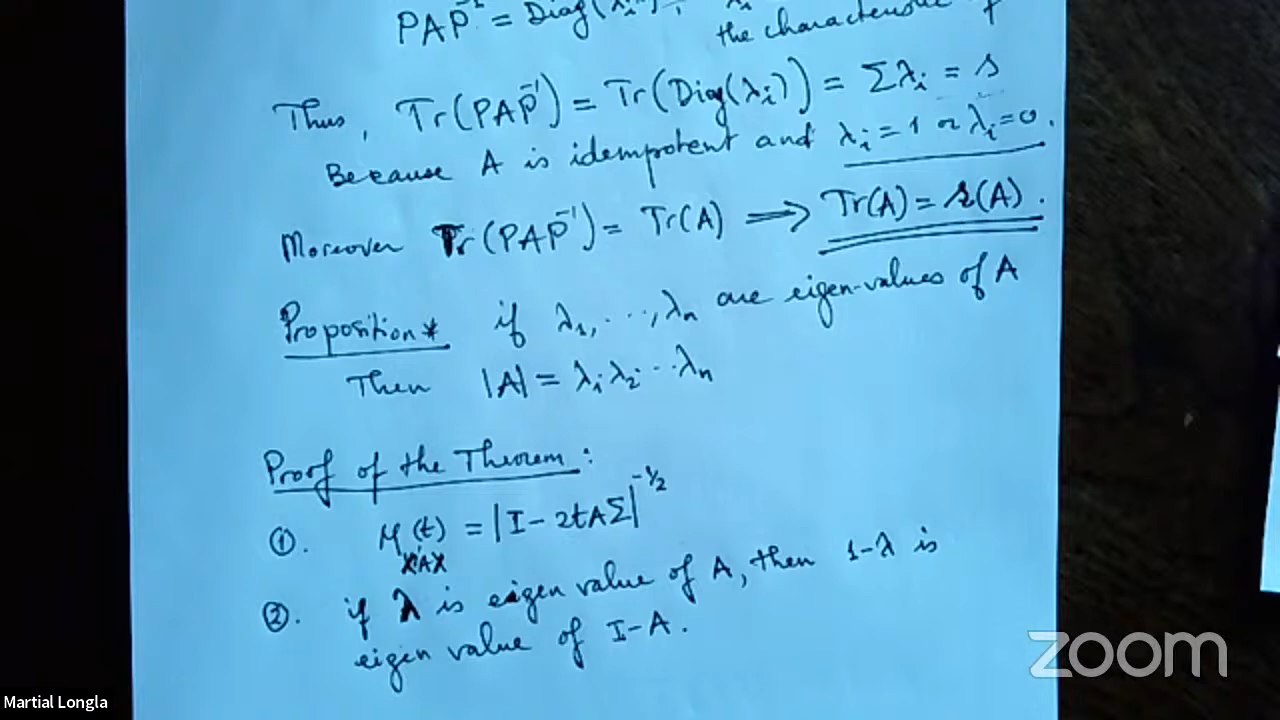 PAP⁻¹ = Diag(λᵢ),
the characteristic
Thus, Tr(PAP⁻¹) = Tr(Diag(λᵢ)) = Σλᵢ = s
Because A is idempotent and λᵢ=1 or λᵢ=0.
Moreover Tr(PAP⁻¹) = Tr(A) ⟹ Tr(A) = r(A).
Proposition* if λ₁, ..., λₙ are eigen-values of A
Then |A| = λ₁λ₂...λₙ
Proof of the Theorem:
①. M_{X'AX}(t) = |I - 2tAΣ|^{-1/2}
②. if λ is eigen value of A, then 1-λ is
eigen value of I-A.
zoom
Martial Longla